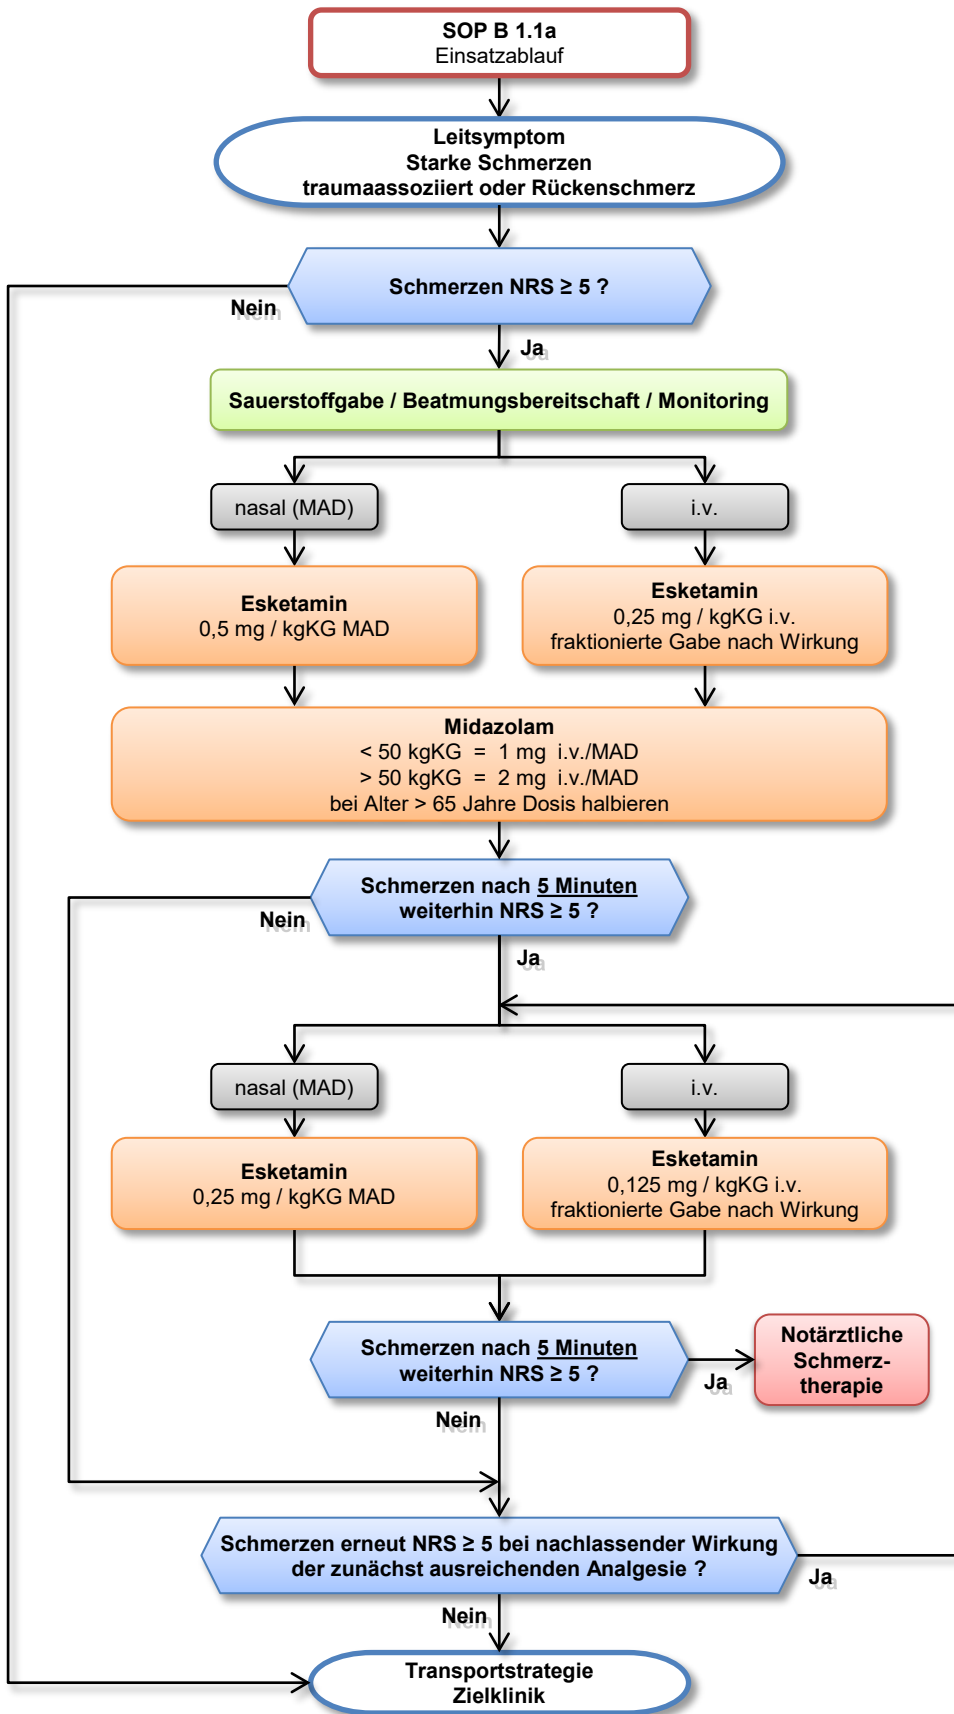 SOP B 1.1a
Einsatzablauf
Leitsymptom
Starke Schmerzen
traumaassoziiert oder Rückenschmerz
Schmerzen NRS ≥ 5 ?
Nein
Ja
Sauerstoffgabe / Beatmungsbereitschaft / Monitoring
nasal (MAD)
i.v.
Esketamin
0,5 mg / kgKG MAD
Esketamin
0,25 mg / kgKG i.v.
fraktionierte Gabe nach Wirkung
Midazolam
< 50 kgKG = 1 mg i.v./MAD
> 50 kgKG = 2 mg i.v./MAD
bei Alter > 65 Jahre Dosis halbieren
Schmerzen nach 5 Minuten
weiterhin NRS ≥ 5 ?
Nein
Ja
nasal (MAD)
i.v.
Esketamin
0,25 mg / kgKG MAD
Esketamin
0,125 mg / kgKG i.v.
fraktionierte Gabe nach Wirkung
Schmerzen nach 5 Minuten
weiterhin NRS ≥ 5 ?
Ja
Notärztliche
Schmerz-
therapie
Nein
Schmerzen erneut NRS ≥ 5 bei nachlassender Wirkung
der zunächst ausreichenden Analgesie ?
Ja
Nein
Transportstrategie
Zielklinik